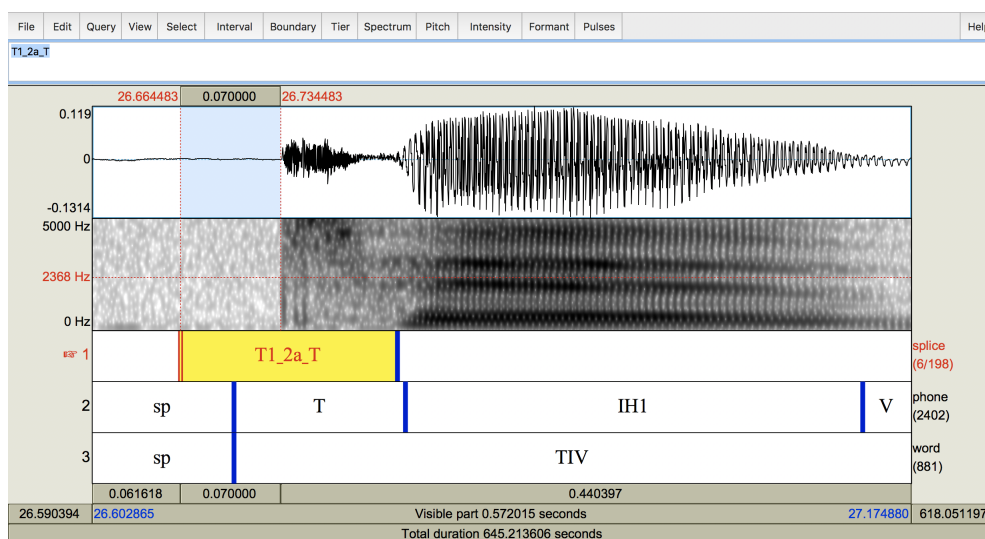 File Edit Query View Select Interval Boundary Tier Spectrum Pitch Intensity Formant Pulses Help
T1_2a_T
26.664483 0.070000 26.734483
0.119
0
-0.1314
5000 Hz
2368 Hz
0 Hz
1 T1_2a_T splice
(6/198)
2 sp T IH1 V phone
(2402)
3 sp TIV word
(881)
0.061618 0.070000 0.440397
26.590394 26.602865 Visible part 0.572015 seconds 27.174880 618.051197
Total duration 645.213606 seconds